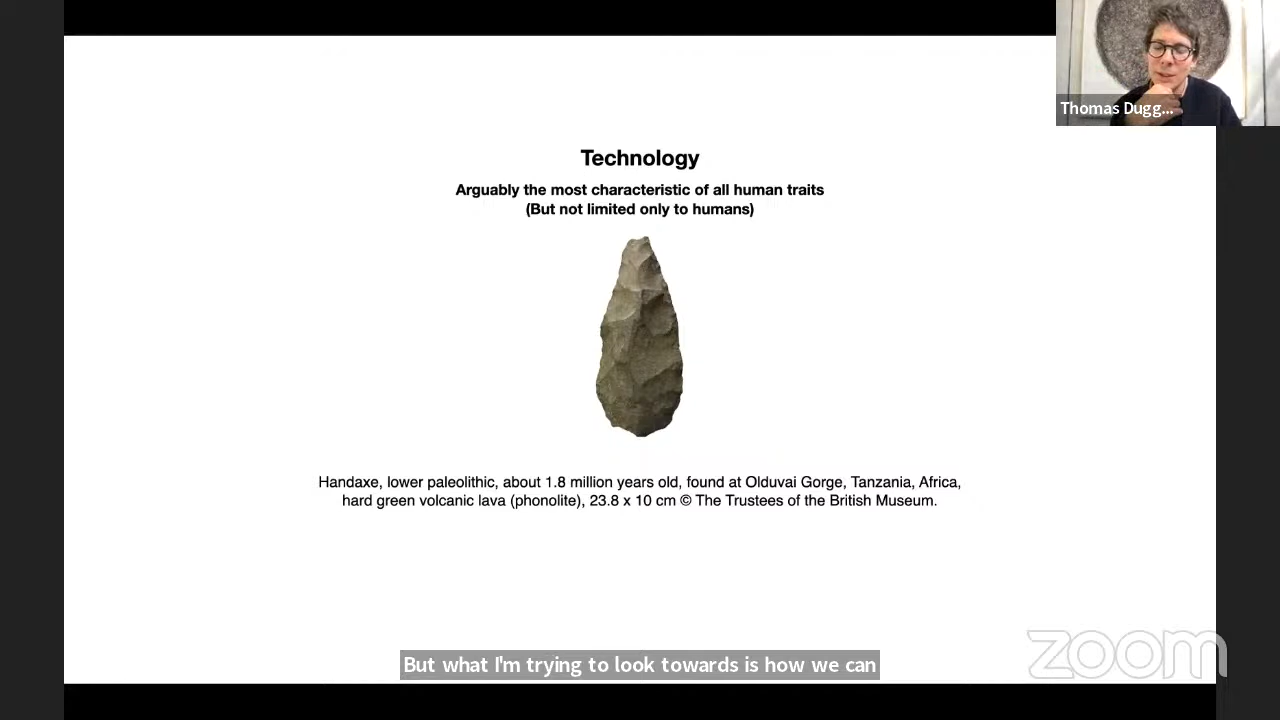 Thomas Dugg...
Technology
Arguably the most characteristic of all human traits
(But not limited only to humans)
Handaxe, lower paleolithic, about 1.8 million years old, found at Olduvai Gorge, Tanzania, Africa,
hard green volcanic lava (phonolite), 23.8 x 10 cm © The Trustees of the British Museum.
But what I'm trying to look towards is how we can
zoom